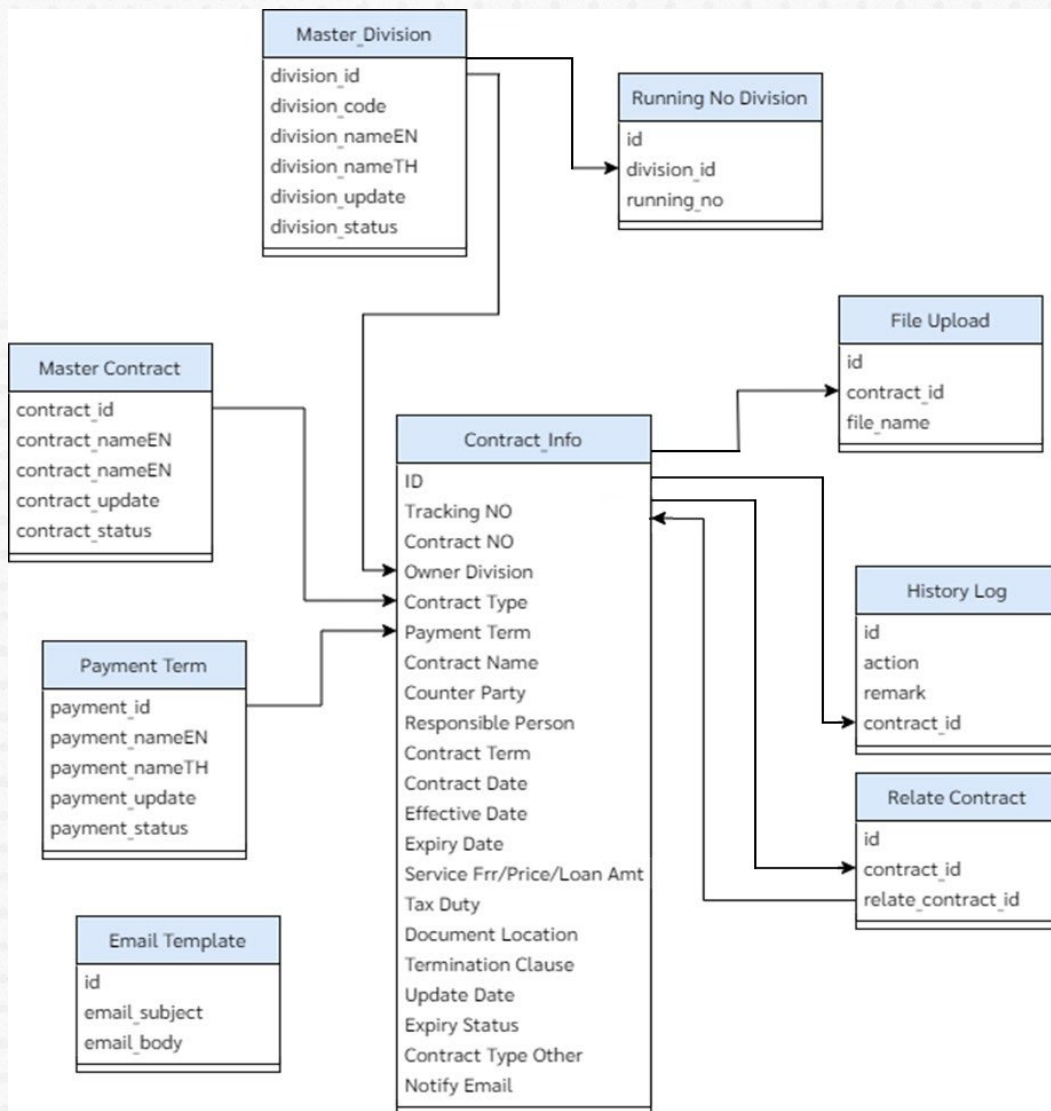 Master_Division
division_id
division_code
division_nameEN
division_nameTH
division_update
division_status
Running No Division
id
division_id
running_no
File Upload
id
contract_id
file_name
Master Contract
contract_id
contract_nameEN
contract_nameEN
contract_update
contract_status
Contract_Info
ID
Tracking NO
Contract NO
Owner Division
Contract Type
Payment Term
Contract Name
Counter Party
Responsible Person
Contract Term
Contract Date
Effective Date
Expiry Date
Service Frr/Price/Loan Amt
Tax Duty
Document Location
Termination Clause
Update Date
Expiry Status
Contract Type Other
Notify Email
History Log
id
action
remark
contract_id
Payment Term
payment_id
payment_nameEN
payment_nameTH
payment_update
payment_status
Relate Contract
id
contract_id
relate_contract_id
Email Template
id
email_subject
email_body